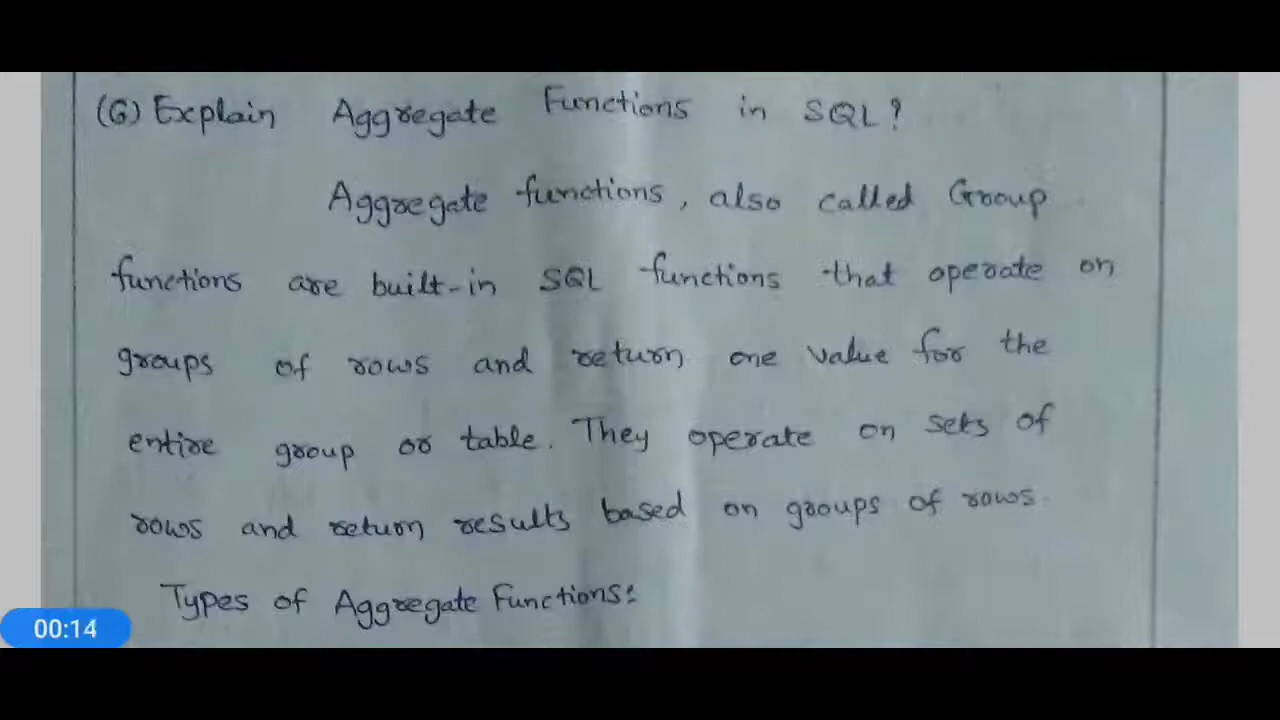 (6) Explain Aggregate Functions in SQL?
Aggregate functions, also called Group
functions are built-in SQL functions that operate on
groups of rows and return one value for the
entire group or table. They operate on sets of
rows and return results based on groups of rows.
Types of Aggregate Functions:
00:14